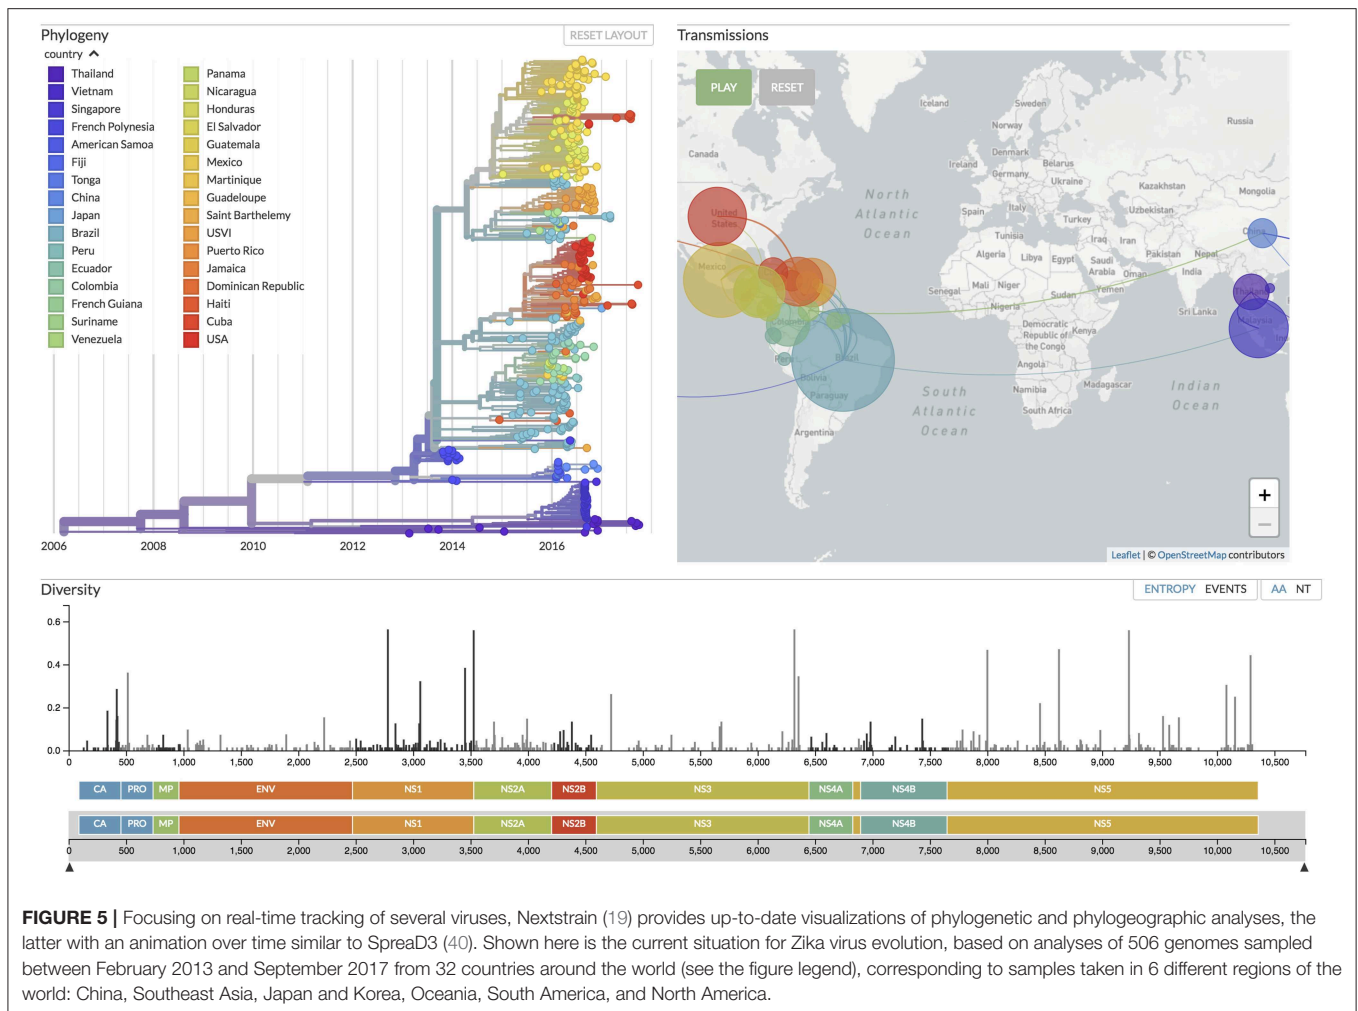 Phylogeny
RESET LAYOUT
country
Thailand
Vietnam
Singapore
French Polynesia
American Samoa
Fiji
Tonga
China
Japan
Brazil
Peru
Ecuador
Colombia
French Guiana
Suriname
Venezuela
Panama
Nicaragua
Honduras
El Salvador
Guatemala
Mexico
Martinique
Guadeloupe
Saint Barthelemy
USVI
Puerto Rico
Jamaica
Dominican Republic
Haiti
Cuba
USA
2006 2008 2010 2012 2014 2016
Transmissions
PLAY RESET
Iceland
Sweden
Russia
Norway
Canada
Denmark
Ireland
Belarus
Germany
Ukraine
Kazakhstan
Mongolia
North
Atlantic
Ocean
United
States
Spain
Italy
Turkey
Uzbekistan
China
Tunisia
Iraq Iran
Algeria Libya Egypt Saudi
Arabia Oman
Pakistan Nepal
India
Mexico
Senegal Mali Niger
Sudan
Yemen
Thailand
Nigeria
Sri Lanka
Colombia
Democratic
Republic of
the Congo
Kenya
Malaysia
Peru
Brazil
Angola
Bolivia
Namibia
Madagascar
Paraguay
South
Atlantic
Ocean
Indian
Ocean
South Africa
Argentina
+
−
Leaflet | © OpenStreetMap contributors
Diversity
ENTROPY EVENTS
AA NT
0.6
0.4
0.2
0.0
0 500 1,000 1,500 2,000 2,500 3,000 3,500 4,000 4,500 5,000 5,500 6,000 6,500 7,000 7,500 8,000 8,500 9,000 9,500 10,000 10,500
CA PRO MP ENV NS1 NS2A NS2B NS3 NS4A NS4B NS5
CA PRO MP ENV NS1 NS2A NS2B NS3 NS4A NS4B NS5
0 500 1,000 1,500 2,000 2,500 3,000 3,500 4,000 4,500 5,000 5,500 6,000 6,500 7,000 7,500 8,000 8,500 9,000 9,500 10,000 10,500
FIGURE 5 | Focusing on real-time tracking of several viruses, Nextstrain (19) provides up-to-date visualizations of phylogenetic and phylogeographic analyses, the
latter with an animation over time similar to SpreaD3 (40). Shown here is the current situation for Zika virus evolution, based on analyses of 506 genomes sampled
between February 2013 and September 2017 from 32 countries around the world (see the figure legend), corresponding to samples taken in 6 different regions of the
world: China, Southeast Asia, Japan and Korea, Oceania, South America, and North America.